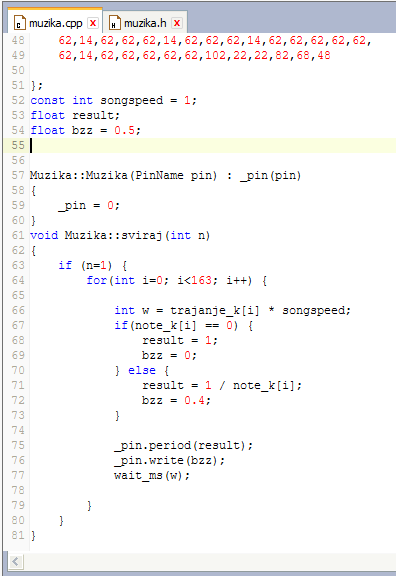 muzika.cpp x muzika.h x
48     62,14,62,62,62,14,62,62,62,14,62,62,62,62,62,
49     62,14,62,62,62,62,62,102,22,22,82,68,48
50
51 };
52 const int songspeed = 1;
53 float result;
54 float bzz = 0.5;
55
56
57 Muzika::Muzika(PinName pin) : _pin(pin)
58 {
59     _pin = 0;
60 }
61 void Muzika::sviraj(int n)
62 {
63     if (n=1) {
64         for(int i=0; i<163; i++) {
65
66             int w = trajanje_k[i] * songspeed;
67             if(note_k[i] == 0) {
68                 result = 1;
69                 bzz = 0;
70             } else {
71                 result = 1 / note_k[i];
72                 bzz = 0.4;
73             }
74
75             _pin.period(result);
76             _pin.write(bzz);
77             wait_ms(w);
78
79         }
80     }
81 }